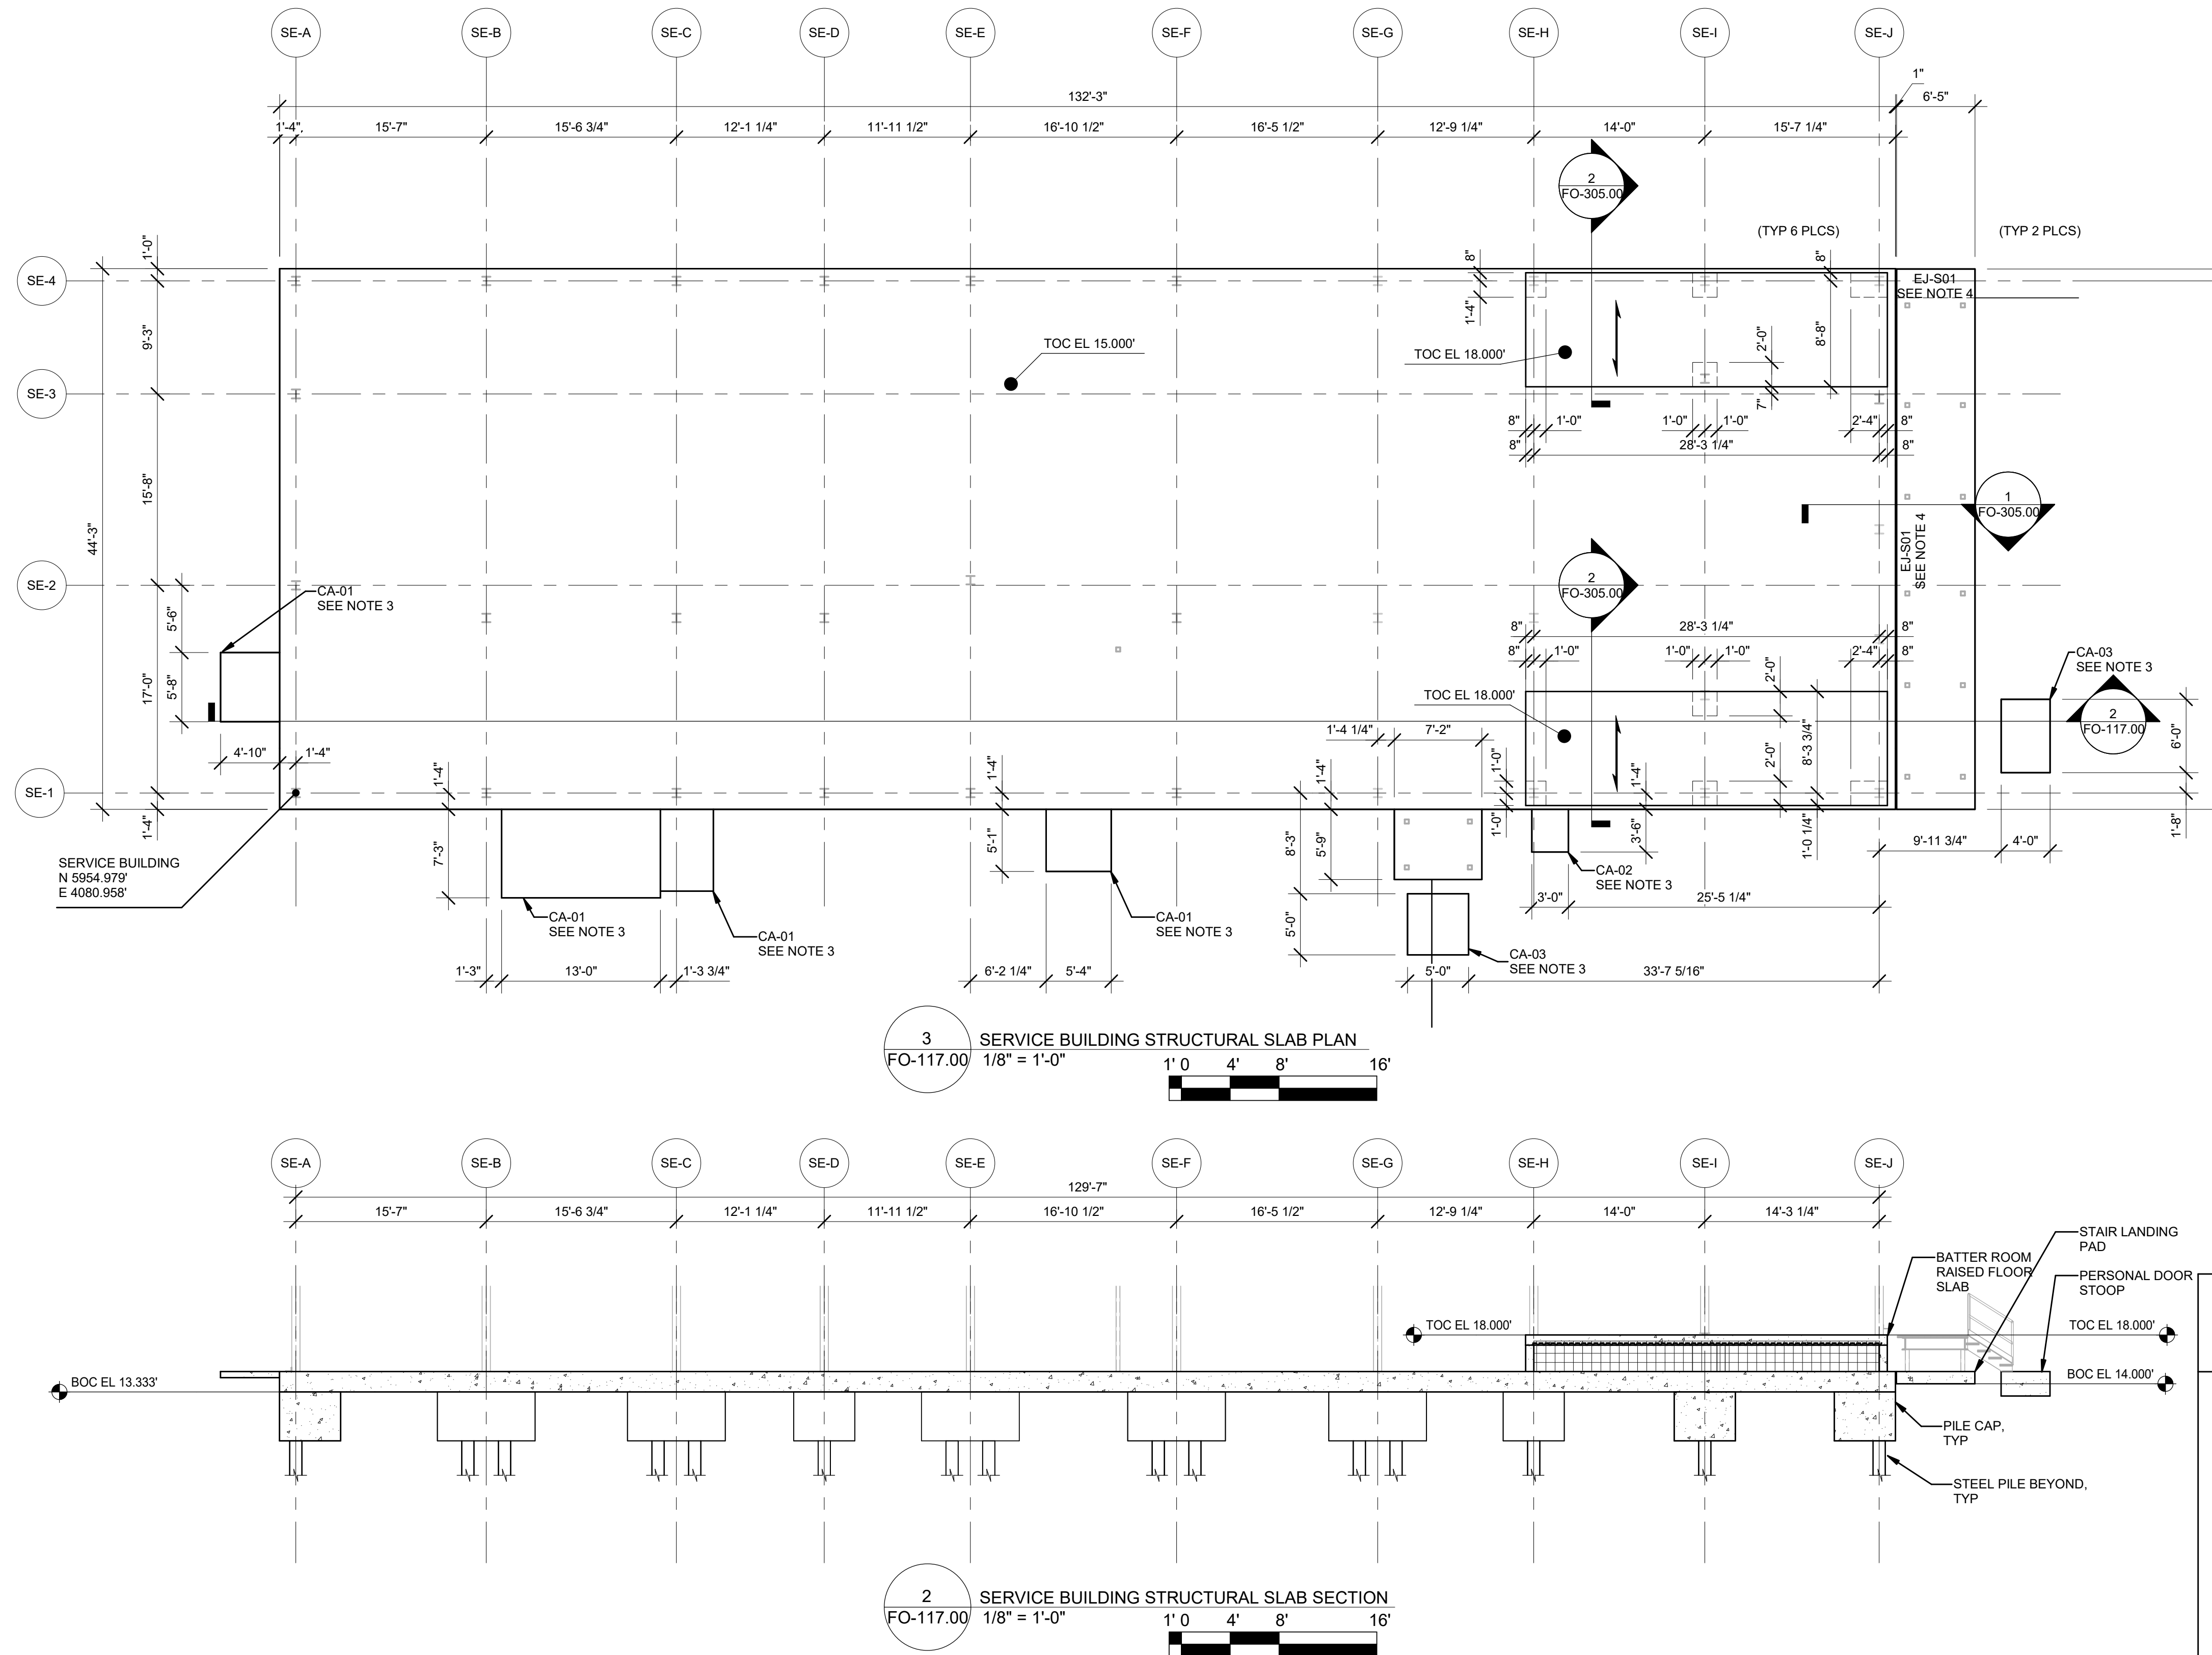 SE-A SE-B SE-C SE-D SE-E SE-F SE-G SE-H SE-I SE-J
1"
132'-3" 6'-5"
1'-4" 15'-7" 15'-6 3/4" 12'-1 1/4" 11'-11 1/2" 16'-10 1/2" 16'-5 1/2" 12'-9 1/4" 14'-0" 15'-7 1/4"
2
FO-305.00
(TYP 6 PLCS) (TYP 2 PLCS)
1'-0"
8" 8"
SE-4
EJ-S01
SEE NOTE 4
1'-4"
9'-3"
TOC EL 15.000'
TOC EL 18.000'
2'-0" 8'-8"
SE-3
7"
8" 1'-0" 1'-0" 1'-0" 2'-4" 8"
8" 28'-3 1/4" 8"
15'-8"
44'-3"
1
FO-305.00
EJ-S01
SEE NOTE 4
SE-2
2
FO-305.00
CA-01
SEE NOTE 3
5'-6"
8" 28'-3 1/4" 8"
8" 1'-0" 1'-0" 1'-0" 2'-4" 8"
CA-03
SEE NOTE 3
17'-0" 5'-8"
TOC EL 18.000'
2'-0"
2
FO-117.00
6'-0"
1'-4 1/4" 7'-2"
8'-3 3/4"
4'-10" 1'-4"
1'-4" 1'-4" 1'-4" 1'-0" 1'-4" 2'-0"
SE-1
1'-4"
7'-3" 5'-1" 8'-3" 5'-9" 1'-0" 3'-6" 1'-0 1/4"
1'-8"
9'-11 3/4" 4'-0"
SERVICE BUILDING
N 5954.979'
E 4080.958'
CA-02
SEE NOTE 3
3'-0" 25'-5 1/4"
CA-01
SEE NOTE 3
CA-01
SEE NOTE 3
CA-01
SEE NOTE 3
5'-0"
CA-03
SEE NOTE 3
1'-3" 13'-0" 1'-3 3/4" 6'-2 1/4" 5'-4" 5'-0" 33'-7 5/16"
3
FO-117.00
SERVICE BUILDING STRUCTURAL SLAB PLAN
1/8" = 1'-0"
1' 0 4' 8' 16'
SE-A SE-B SE-C SE-D SE-E SE-F SE-G SE-H SE-I SE-J
129'-7"
15'-7" 15'-6 3/4" 12'-1 1/4" 11'-11 1/2" 16'-10 1/2" 16'-5 1/2" 12'-9 1/4" 14'-0" 14'-3 1/4"
STAIR LANDING
PAD
BATTER ROOM
RAISED FLOOR
SLAB
PERSONAL DOOR
STOOP
TOC EL 18.000' TOC EL 18.000'
BOC EL 13.333' BOC EL 14.000'
PILE CAP,
TYP
STEEL PILE BEYOND,
TYP
2
FO-117.00
SERVICE BUILDING STRUCTURAL SLAB SECTION
1/8" = 1'-0"
1' 0 4' 8' 16'